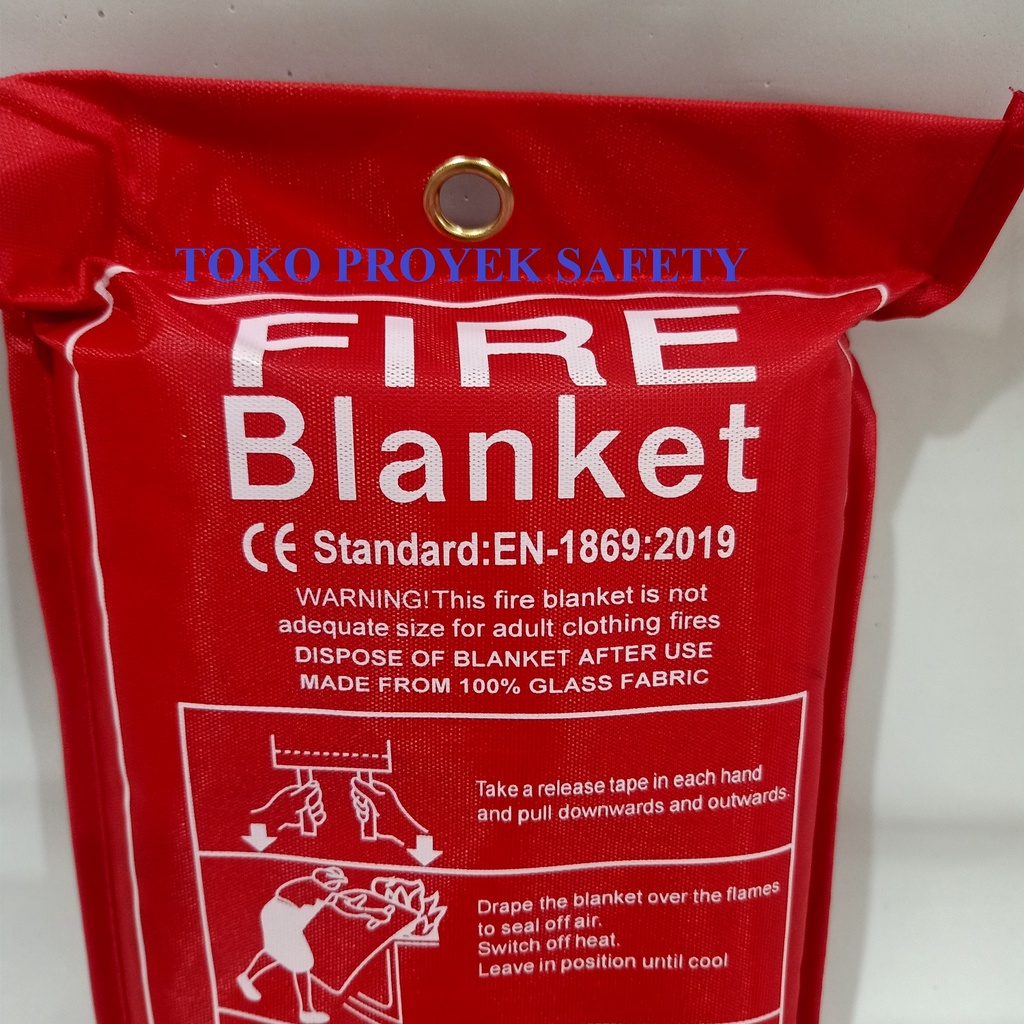 TOKO PROYEK SAFETY
FIRE
Blanket
CE Standard:EN-1869:2019
WARNING!This fire blanket is not
adequate size for adult clothing fires
DISPOSE OF BLANKET AFTER USE
MADE FROM 100% GLASS FABRIC
Take a release tape in each hand
and pull downwards and outwards.
Drape the blanket over the flames
to seal off air.
Switch off heat.
Leave in position until cool